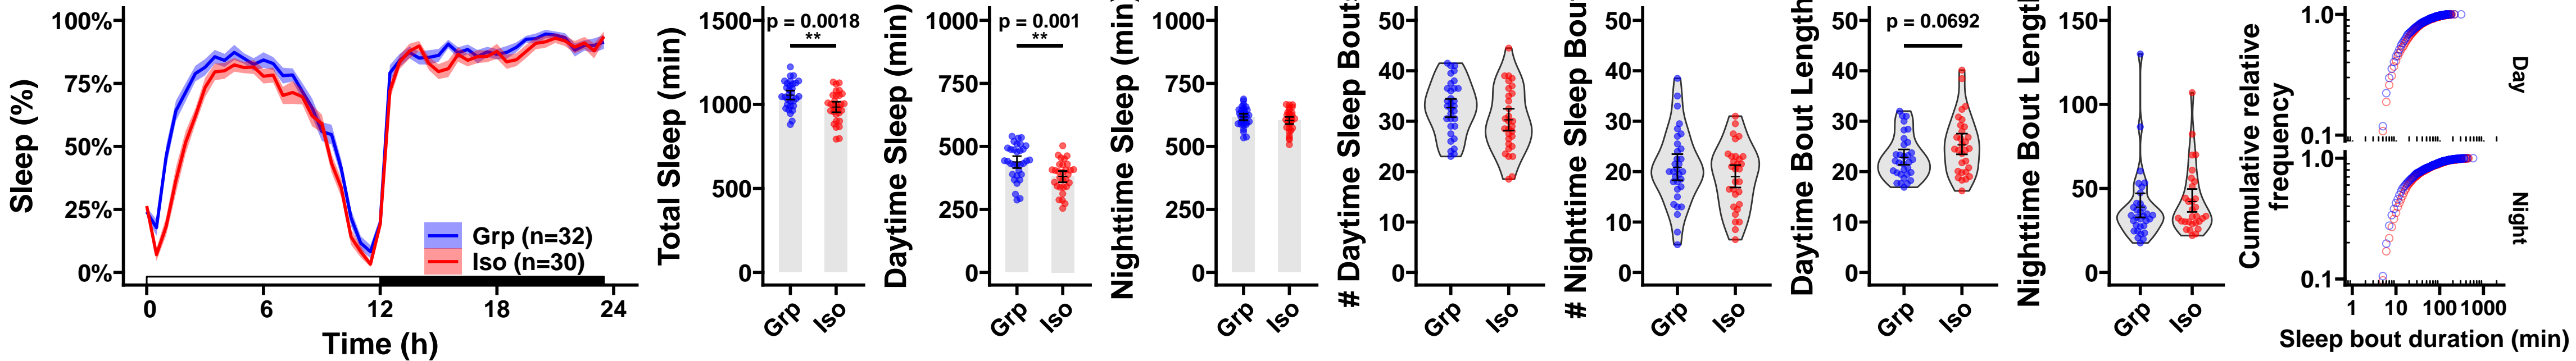 Sleep (%)
100%
75%
50%
25%
0%
0 6 12 18 24
Time (h)
Grp (n=32)
Iso (n=30)
Total Sleep (min)
1500
1000
500
0
p = 0.0018
**
Grp Iso
Daytime Sleep (min)
1000
750
500
250
0
p = 0.001
**
Grp Iso
Nighttime Sleep (min)
1000
750
500
250
0
Grp Iso
# Daytime Sleep Bouts
50
40
30
20
10
0
Grp Iso
# Nighttime Sleep Bou
50
40
30
20
10
0
Grp Iso
Daytime Bout Length
50
40
30
20
10
0
p = 0.0692
Grp Iso
Nighttime Bout Length
150
100
50
0
Grp Iso
Cumulative relative
frequency
1.0
0.1
Day
1.0
0.1
Night
1 10 100 1000
Sleep bout duration (min)